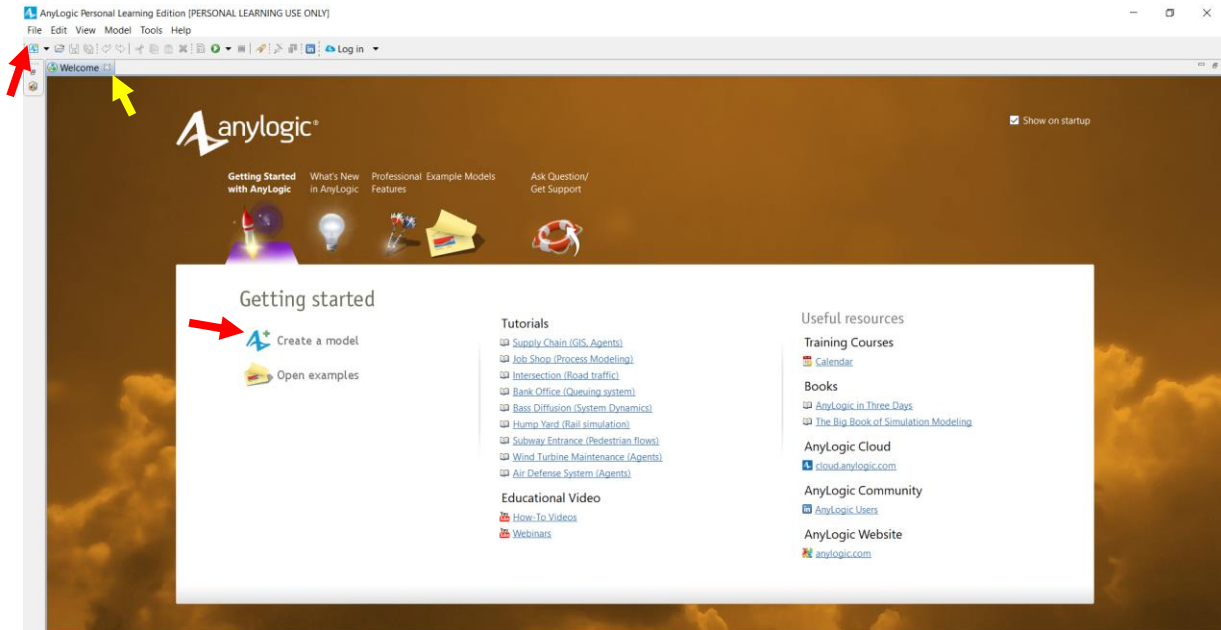 AnyLogic Personal Learning Edition [PERSONAL LEARNING USE ONLY]
File Edit View Model Tools Help
Log in
Welcome
anylogic®
Show on startup
Getting Started with AnyLogic
What's New in AnyLogic
Professional Features
Example Models
Ask Question/ Get Support
Getting started
Create a model
Open examples
Tutorials
Supply Chain (GIS, Agents)
Job Shop (Process Modeling)
Intersection (Road traffic)
Bank Office (Queuing system)
Bass Diffusion (System Dynamics)
Hump Yard (Rail simulation)
Subway Entrance (Pedestrian flows)
Wind Turbine Maintenance (Agents)
Air Defense System (Agents)
Educational Video
How-To Videos
Webinars
Useful resources
Training Courses
Calendar
Books
AnyLogic in Three Days
The Big Book of Simulation Modeling
AnyLogic Cloud
cloud.anylogic.com
AnyLogic Community
AnyLogic Users
AnyLogic Website
anylogic.com